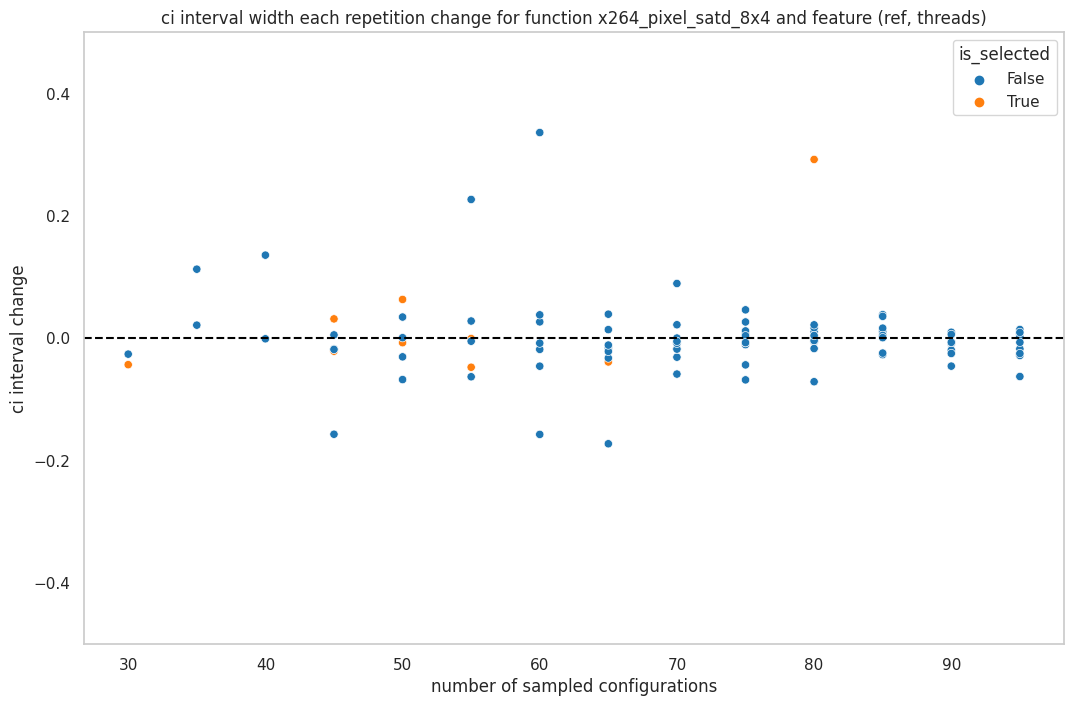 ci interval width each repetition change for function x264_pixel_satd_8x4 and feature (ref, threads)
is_selected
False
True
ci interval change
0.4
0.2
0.0
−0.2
−0.4
30 40 50 60 70 80 90
number of sampled configurations